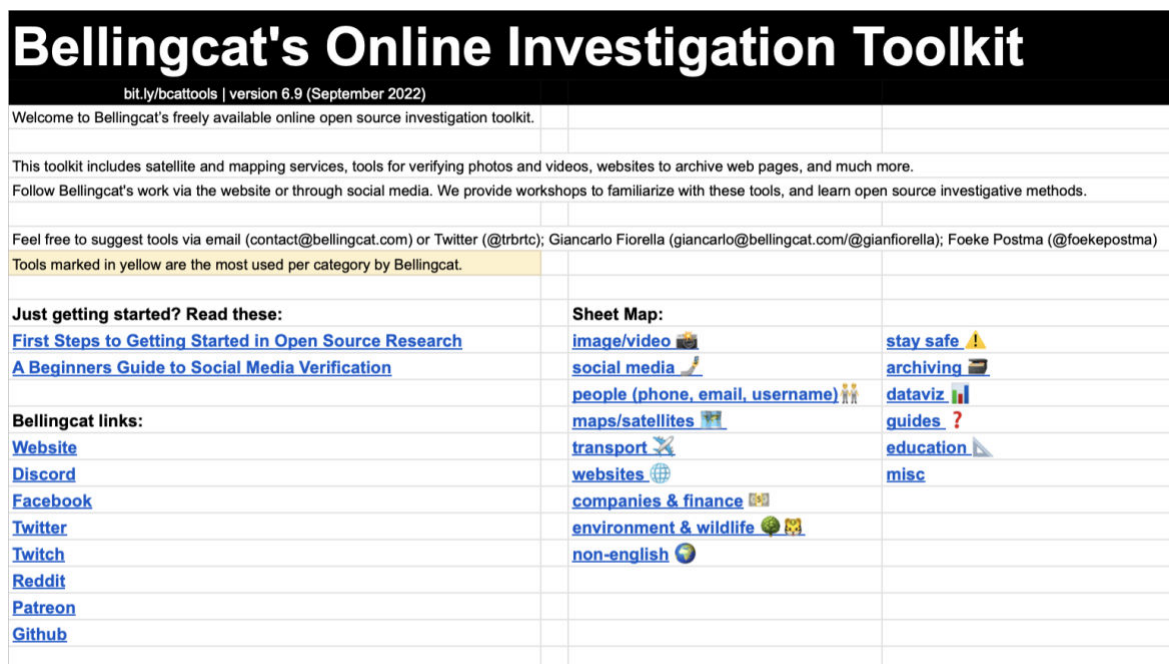 Bellingcat's Online Investigation Toolkit
bit.ly/bcattools | version 6.9 (September 2022)
Welcome to Bellingcat's freely available online open source investigation toolkit.
This toolkit includes satellite and mapping services, tools for verifying photos and videos, websites to archive web pages, and much more.
Follow Bellingcat's work via the website or through social media. We provide workshops to familiarize with these tools, and learn open source investigative methods.
Feel free to suggest tools via email (contact@bellingcat.com) or Twitter (@trbrtc); Giancarlo Fiorella (giancarlo@bellingcat.com/@gianfiorella); Foeke Postma (@foekepostma)
Tools marked in yellow are the most used per category by Bellingcat.
Just getting started? Read these:
First Steps to Getting Started in Open Source Research
A Beginners Guide to Social Media Verification
Bellingcat links:
Website
Discord
Facebook
Twitter
Twitch
Reddit
Patreon
Github
Sheet Map:
image/video 📸
social media 🤳
people (phone, email, username) 🧑‍🤝‍🧑
maps/satellites 🗺️
transport ✈️
websites 🌐
companies & finance 💵
environment & wildlife 🌳🐯
non-english 🌍
stay safe ⚠️
archiving 🗃️
dataviz 📊
guides ❓
education 📐
misc